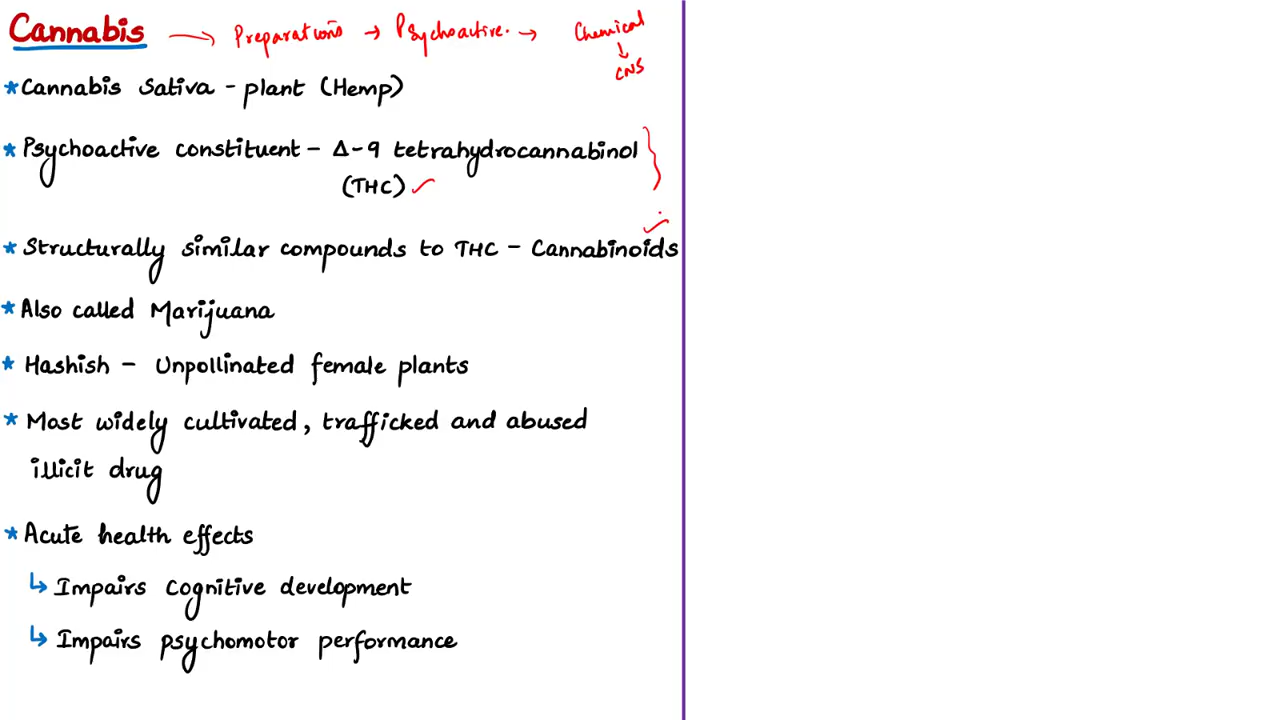 Cannabis → Preparations → Psychoactive. → Chemical
↓
CNS
* Cannabis Sativa - plant (Hemp)
* Psychoactive constituent - Δ-9 tetrahydrocannabinol
(THC) ✓
* Structurally similar compounds to THC - Cannabinoids
* Also called Marijuana
* Hashish - Unpollinated female plants
* Most widely cultivated, trafficked and abused
illicit drug
* Acute health effects
↳ Impairs Cognitive development
↳ Impairs psychomotor performance